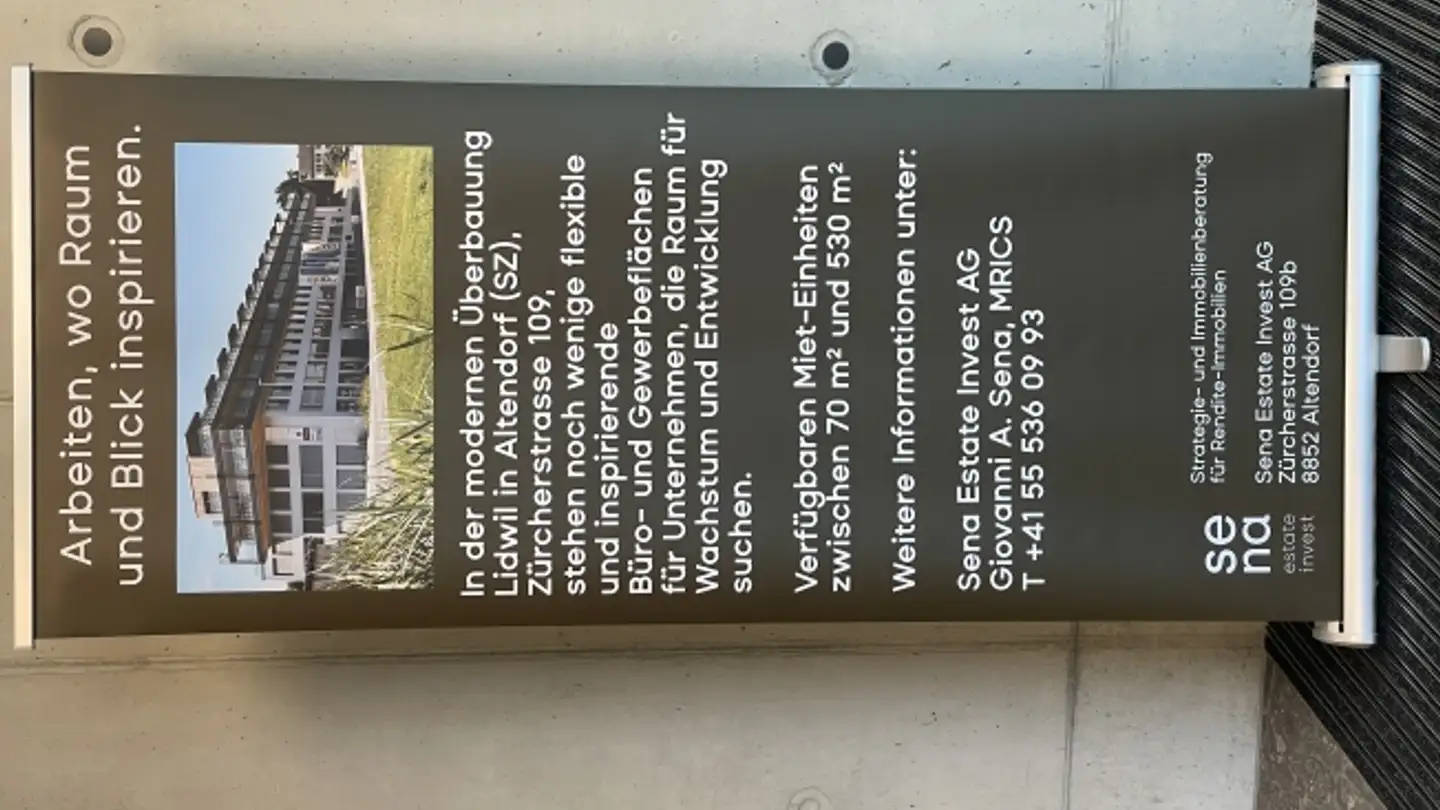 Arbeiten, wo Raum
und Blick inspirieren.
In der modernen Überbauung
Lidwil in Altendorf (SZ),
Zürcherstrasse 109,
stehen noch wenige flexible
und inspirierende
Büro- und Gewerbeflächen
für Unternehmen, die Raum für
Wachstum und Entwicklung
suchen.
Verfügbaren Miet-Einheiten
zwischen 70 m² und 530 m²
Weitere Informationen unter:
Sena Estate Invest AG
Giovanni A. Sena, MRICS
T +41 55 536 09 93
se
na
estate
invest
Strategie- und Immobilienberatung
für Rendite-Immobilien
Sena Estate Invest AG
Zürcherstrasse 109b
8852 Altendorf